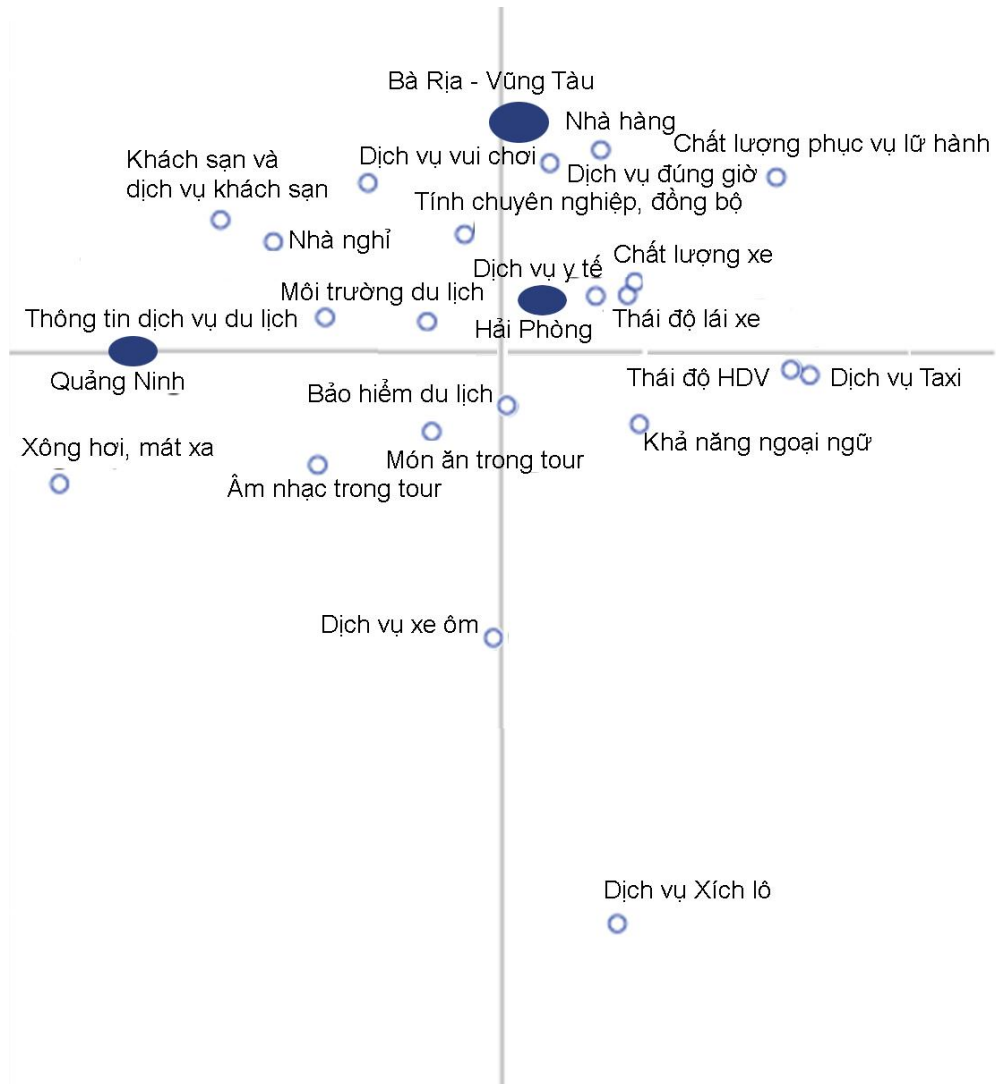 Bà Rịa - Vũng Tàu
Nhà hàng
Chất lượng phục vụ lữ hành
Khách sạn và
dịch vụ khách sạn
Dịch vụ vui chơi
Dịch vụ đúng giờ
Tính chuyên nghiệp, đồng bộ
Nhà nghỉ
Chất lượng xe
Dịch vụ y tế
Môi trường du lịch
Thông tin dịch vụ du lịch
Hải Phòng
Thái độ lái xe
Quảng Ninh
Thái độ HDV
Dịch vụ Taxi
Bảo hiểm du lịch
Xông hơi, mát xa
Khả năng ngoại ngữ
Món ăn trong tour
Âm nhạc trong tour
Dịch vụ xe ôm
Dịch vụ Xích lô